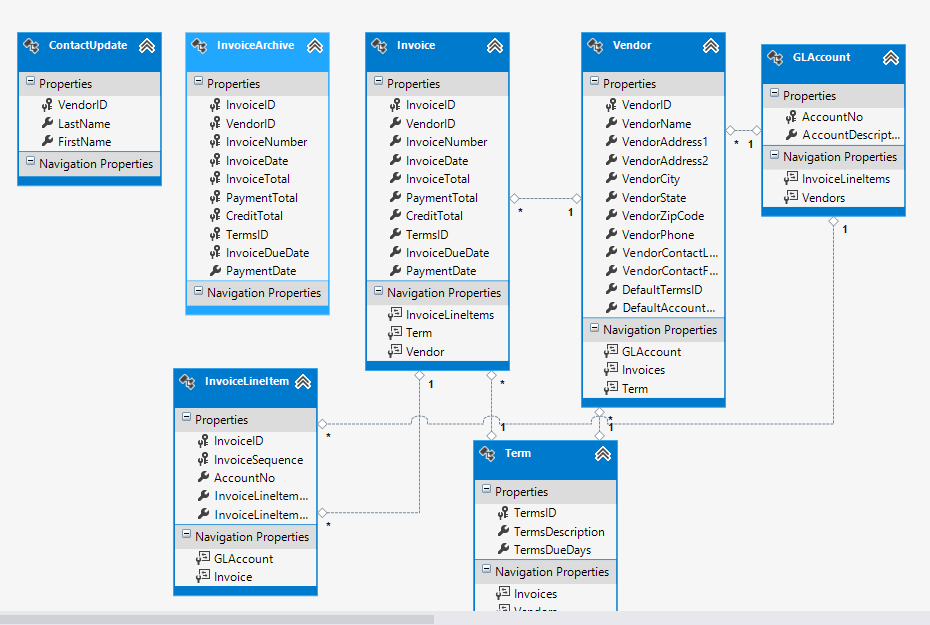 ContactUpdate
Properties
VendorID
LastName
FirstName
Navigation Properties
InvoiceArchive
Properties
InvoiceID
VendorID
InvoiceNumber
InvoiceDate
InvoiceTotal
PaymentTotal
CreditTotal
TermsID
InvoiceDueDate
PaymentDate
Navigation Properties
Invoice
Properties
InvoiceID
VendorID
InvoiceNumber
InvoiceDate
InvoiceTotal
PaymentTotal
CreditTotal
TermsID
InvoiceDueDate
PaymentDate
Navigation Properties
InvoiceLineItems
Term
Vendor
* 1
Vendor
Properties
VendorID
VendorName
VendorAddress1
VendorAddress2
VendorCity
VendorState
VendorZipCode
VendorPhone
VendorContactL...
VendorContactF...
DefaultTermsID
DefaultAccount...
Navigation Properties
GLAccount
Invoices
Term
* 1
GLAccount
Properties
AccountNo
AccountDescript...
Navigation Properties
InvoiceLineItems
Vendors
1
1 *
*
1 1
InvoiceLineItem
Properties
InvoiceID
InvoiceSequence
AccountNo
InvoiceLineItem...
InvoiceLineItem...
Navigation Properties
GLAccount
Invoice
*
*
Term
Properties
TermsID
TermsDescription
TermsDueDays
Navigation Properties
Invoices